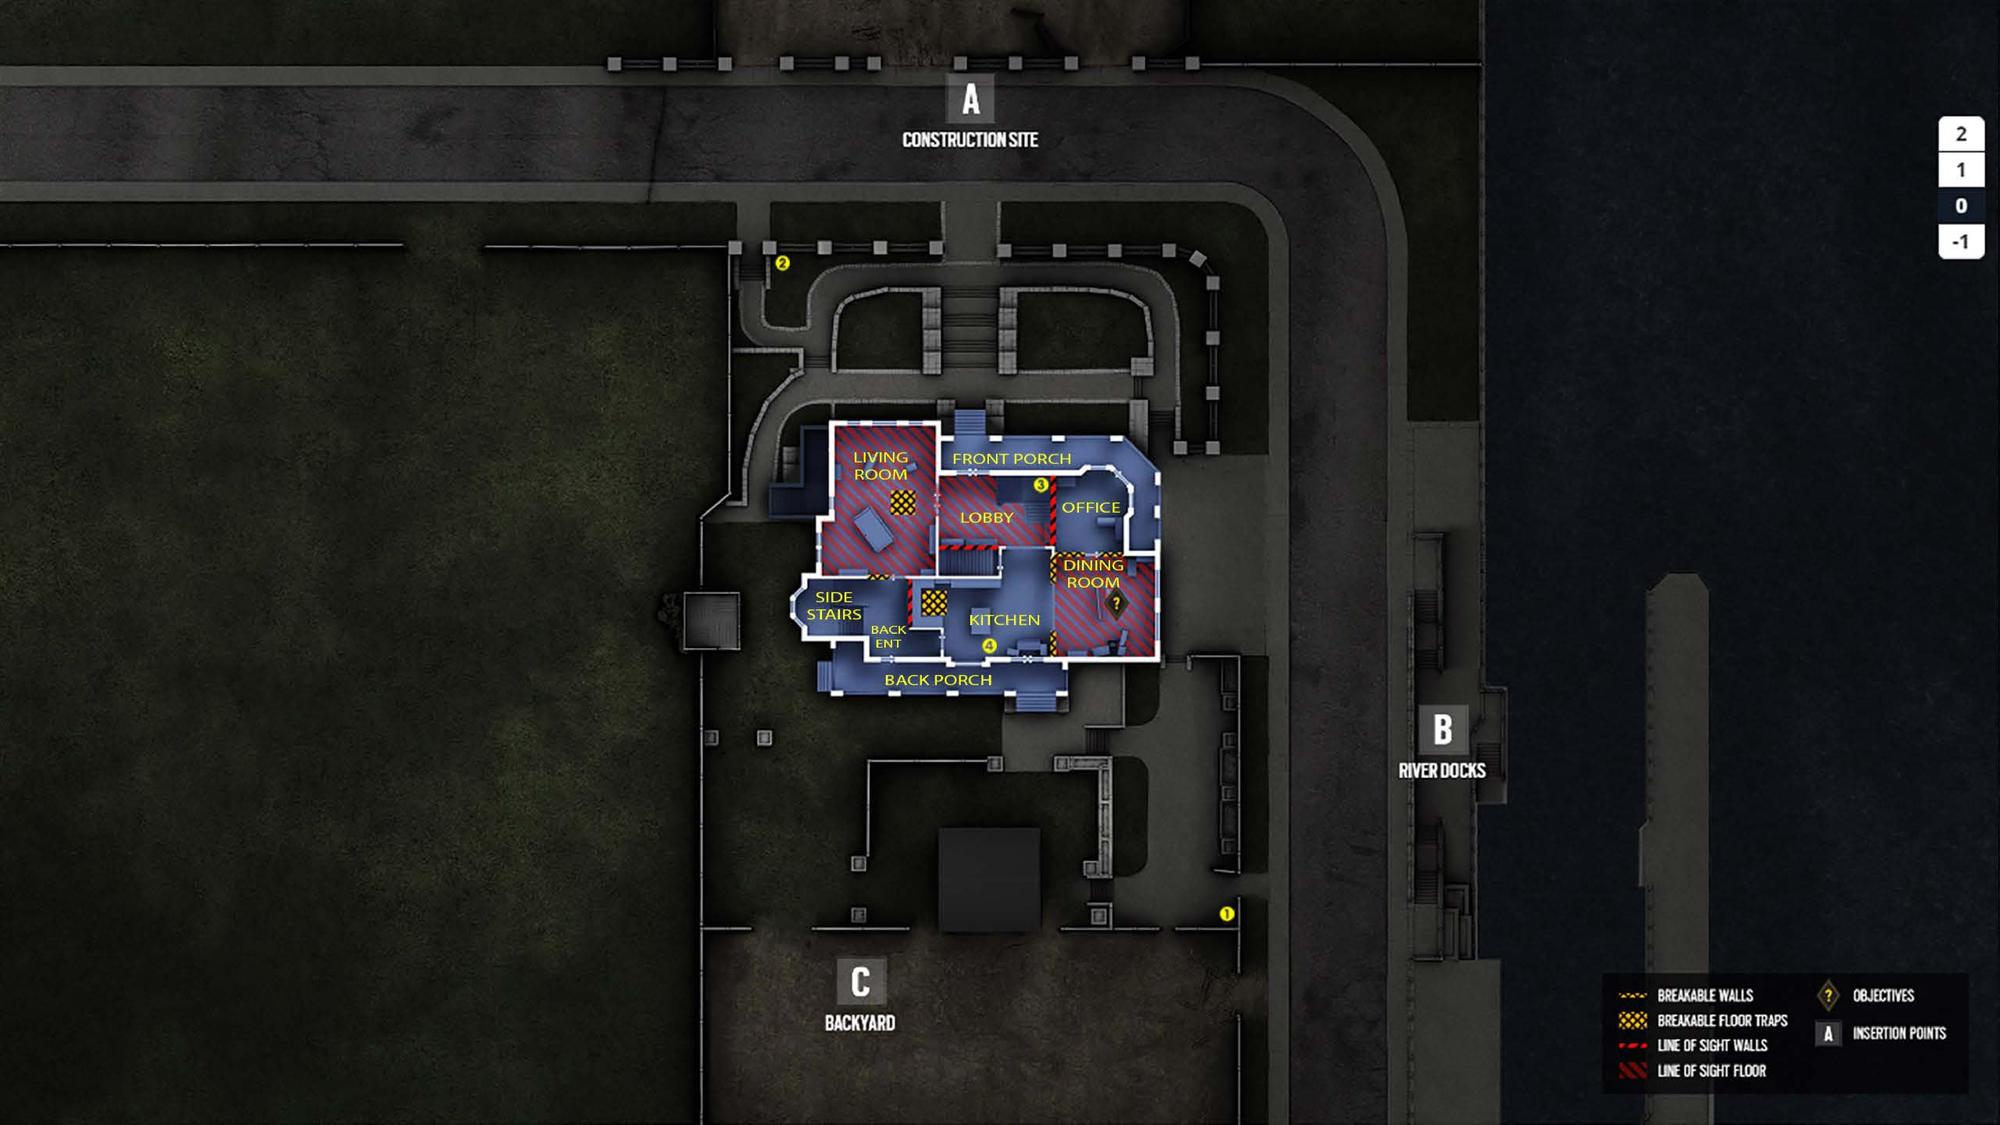 A
CONSTRUCTION SITE
2
1
0
-1
2
LIVING
ROOM
FRONT PORCH
3
OFFICE
LOBBY
DINING
ROOM
?
SIDE
STAIRS
KITCHEN
BACK
ENT
4
BACK PORCH
B
RIVER DOCKS
1
C
BACKYARD
BREAKABLE WALLS
BREAKABLE FLOOR TRAPS
LINE OF SIGHT WALLS
LINE OF SIGHT FLOOR
? OBJECTIVES
A INSERTION POINTS